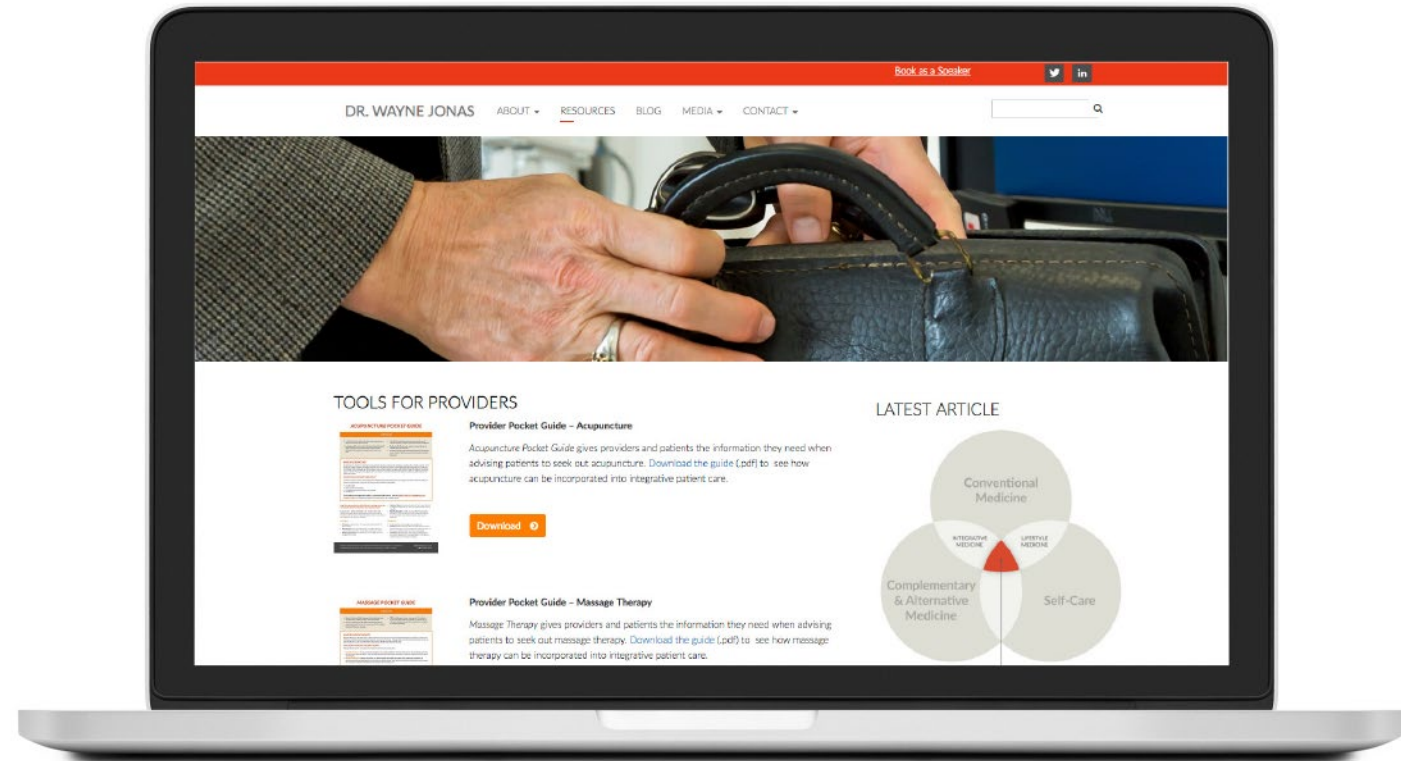 Book as a Speaker
in
DR. WAYNE JONAS ABOUT RESOURCES BLOG MEDIA CONTACT
TOOLS FOR PROVIDERS
ACUPUNCTURE POCKET GUIDE
Provider Pocket Guide – Acupuncture
Acupuncture Pocket Guide gives providers and patients the information they need when
advising patients to seek out acupuncture. Download the guide (.pdf) to see how
acupuncture can be incorporated into integrative patient care.
Download
MASSAGE POCKET GUIDE
Provider Pocket Guide – Massage Therapy
Massage Therapy gives providers and patients the information they need when advising
patients to seek out massage therapy. Download the guide (.pdf) to see how massage
therapy can be incorporated into integrative patient care.
LATEST ARTICLE
Conventional
Medicine
INTEGRATIVE
MEDICINE
LIFESTYLE
MEDICINE
Complementary
& Alternative
Medicine
Self-Care